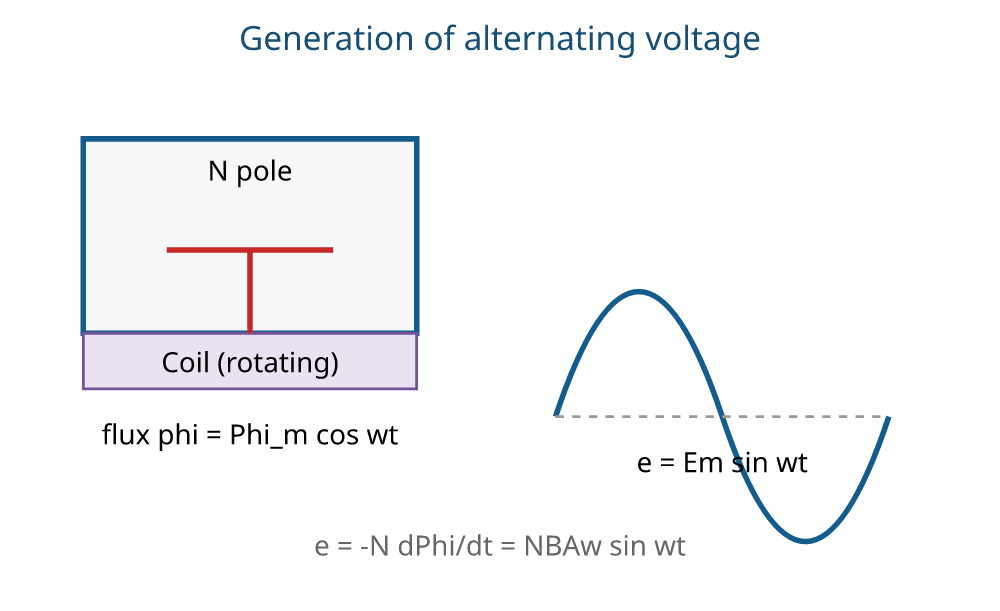 Generation of alternating voltage
N pole
Coil (rotating)
flux phi = Phi_m cos wt
e = Em sin wt
e = -N dPhi/dt = NBAw sin wt